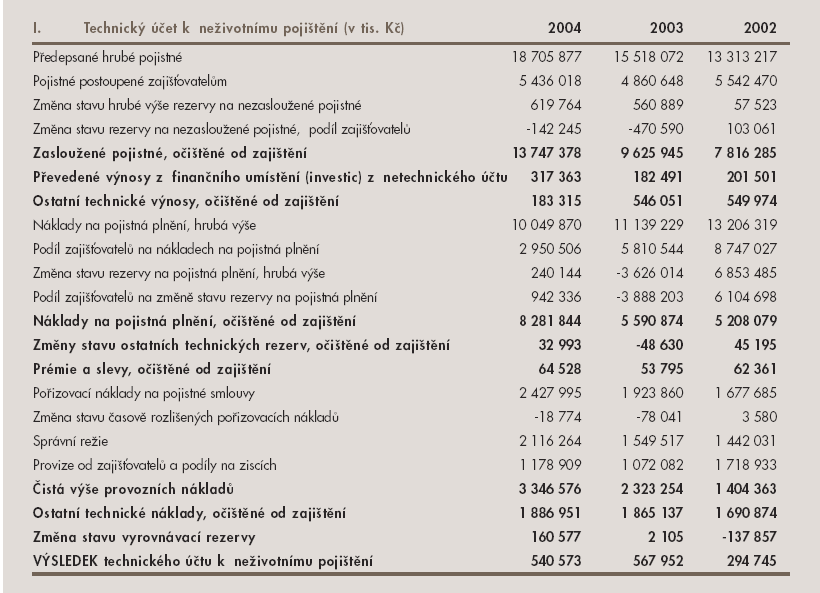 I. Technický účet k neživotnímu pojištění (v tis. Kč) 2004 2003 2002
Předepsané hrubé pojistné 18 705 877 15 518 072 13 313 217
Pojistné postoupené zajišťovatelům 5 436 018 4 860 648 5 542 470
Změna stavu hrubé výše rezervy na nezasloužené pojistné 619 764 560 889 57 523
Změna stavu rezervy na nezasloužené pojistné, podíl zajišťovatelů -142 245 -470 590 103 061
Zasloužené pojistné, očištěné od zajištění 13 747 378 9 625 945 7 816 285
Převedené výnosy z finančního umístění (investic) z netechnického účtu 317 363 182 491 201 501
Ostatní technické výnosy, očištěné od zajištění 183 315 546 051 549 974
Náklady na pojistná plnění, hrubá výše 10 049 870 11 139 229 13 206 319
Podíl zajišťovatelů na nákladech na pojistná plnění 2 950 506 5 810 544 8 747 027
Změna stavu rezervy na pojistná plnění, hrubá výše 240 144 -3 626 014 6 853 485
Podíl zajišťovatelů na změně stavu rezervy na pojistná plnění 942 336 -3 888 203 6 104 698
Náklady na pojistná plnění, očištěné od zajištění 8 281 844 5 590 874 5 208 079
Změny stavu ostatních technických rezerv, očištěné od zajištění 32 993 -48 630 45 195
Prémie a slevy, očištěné od zajištění 64 528 53 795 62 361
Pořizovací náklady na pojistné smlouvy 2 427 995 1 923 860 1 677 685
Změna stavu časově rozlišených pořizovacích nákladů -18 774 -78 041 3 580
Správní režie 2 116 264 1 549 517 1 442 031
Provize od zajišťovatelů a podíly na ziscích 1 178 909 1 072 082 1 718 933
Čistá výše provozních nákladů 3 346 576 2 323 254 1 404 363
Ostatní technické náklady, očištěné od zajištění 1 886 951 1 865 137 1 690 874
Změna stavu vyrovnávací rezervy 160 577 2 105 -137 857
VÝSLEDEK technického účtu k neživotnímu pojištění 540 573 567 952 294 745